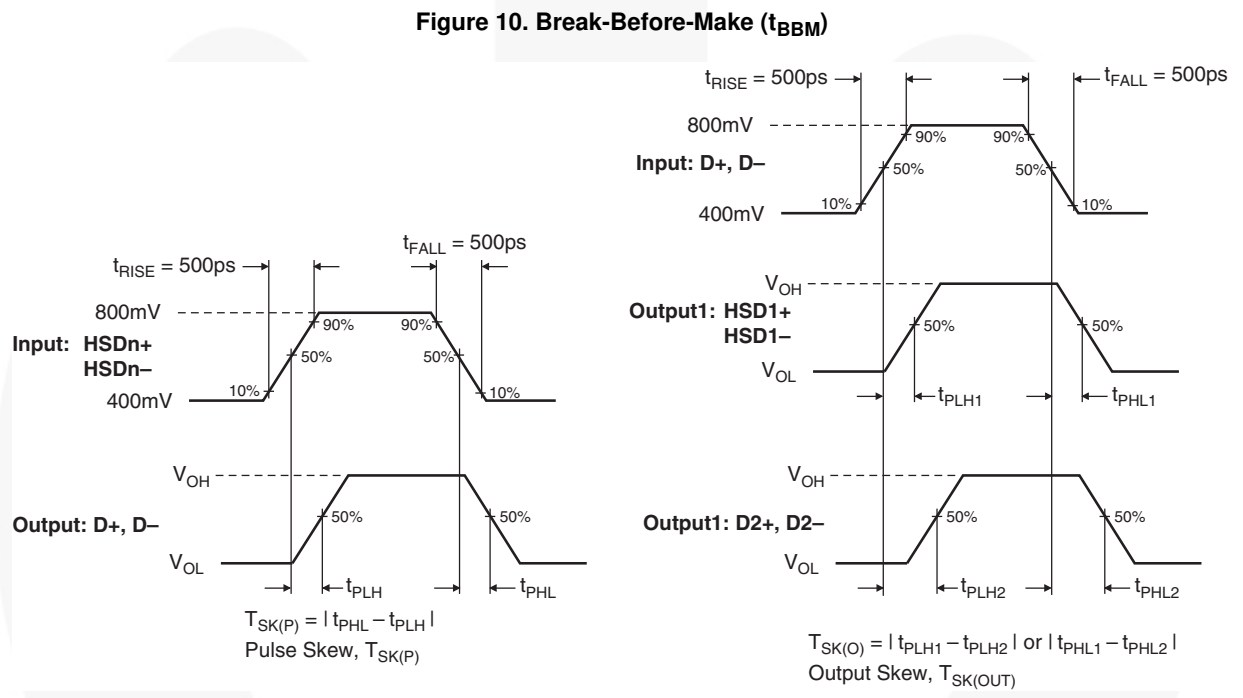 Figure 10. Break-Before-Make (tBBM)
tRISE = 500ps
tFALL = 500ps
800mV
90%
90%
Input: HSDn+
HSDn–
50%
50%
10%
10%
400mV
VOH
Output: D+, D–
50%
50%
VOL
tPLH
tPHL
TSK(P) = | tPHL – tPLH |
Pulse Skew, TSK(P)
tRISE = 500ps
tFALL = 500ps
800mV
90%
90%
Input: D+, D–
50%
50%
10%
10%
400mV
VOH
Output1: HSD1+
HSD1–
50%
50%
VOL
tPLH1
tPHL1
VOH
Output1: D2+, D2–
50%
50%
VOL
tPLH2
tPHL2
TSK(O) = | tPLH1 – tPLH2 | or | tPHL1 – tPHL2 |
Output Skew, TSK(OUT)